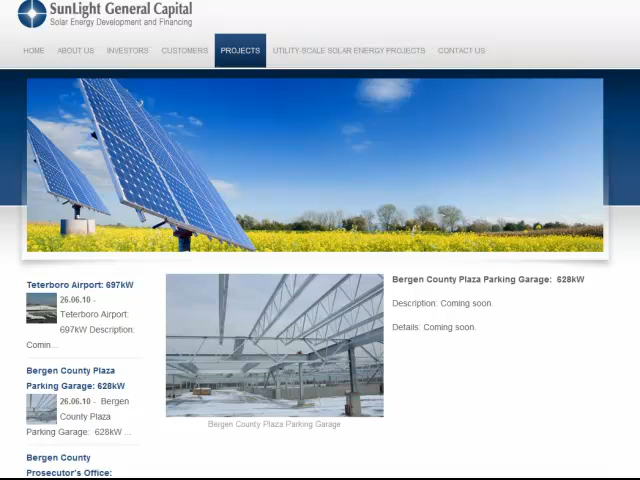 SunLight General Capital
Solar Energy Development and Financing
HOME ABOUT US INVESTORS CUSTOMERS PROJECTS UTILITY-SCALE SOLAR ENERGY PROJECTS CONTACT US
Teterboro Airport: 697kW
26.06.10 -
Teterboro Airport:
697kW Description:
Comin...
Bergen County Plaza
Parking Garage: 628kW
26.06.10 - Bergen
County Plaza
Parking Garage: 628kW ...
Bergen County
Prosecutor's Office:
Bergen County Plaza Parking Garage
Bergen County Plaza Parking Garage: 628kW
Description: Coming soon.
Details: Coming soon.